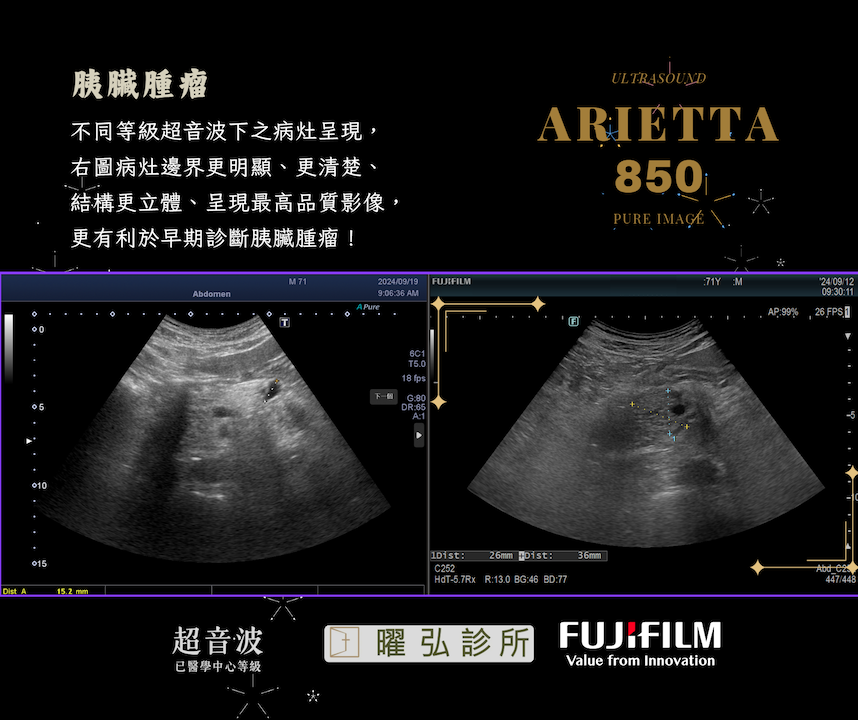 胰臟腫瘤
不同等級超音波下之病灶呈現，
右圖病灶邊界更明顯、更清楚、
結構更立體、呈現最高品質影像，
更有利於早期診斷胰臟腫瘤！
ULTRASOUND
ARIETTA
850
PURE IMAGE
M 71
2024/09/19
Abdomen
9:06:36 AM
A Pure
T
0
5
10
15
6C1
T5.0
18 fps
下一個
G:80
DR:65
A:1
Dist A 15.2 mm
FUJIFILM
:71Y :M
'24/09/12
09:30:11
AP:99% 26 FPS 1
F
5
1Dist: 26mm +Dist: 36mm
C252
HdT-5.7Rx R:13.0 BG:46 BD:77
447/448
超音波
已醫學中心等級
曜弘診所
FUJIFILM
Value from Innovation